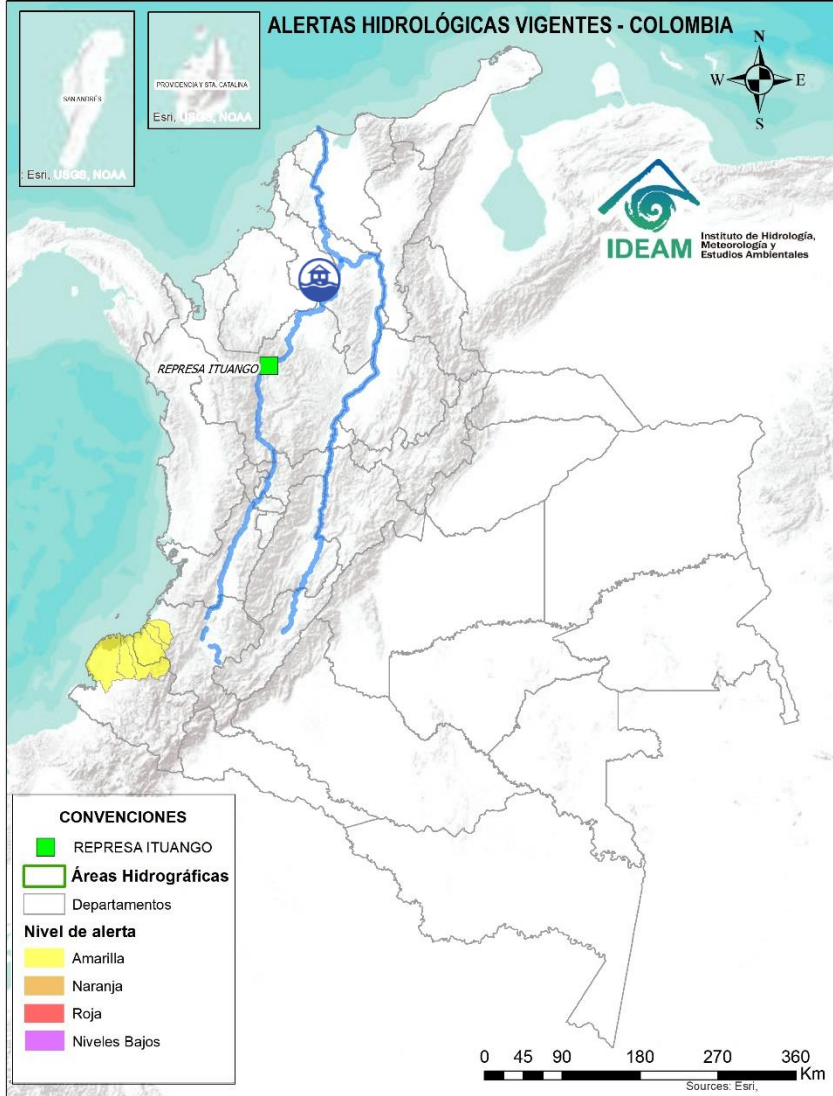 ALERTAS HIDROLÓGICAS VIGENTES - COLOMBIA
SAN ANDRÉS
: Esri, USGS, NOAA
PROVIDENCIA Y STA. CATALINA
Esri, USGS, NOAA
N
W
E
S
IDEAM
Instituto de Hidrología,
Meteorología y
Estudios Ambientales
REPRESA ITUANGO
CONVENCIONES
REPRESA ITUANGO
Áreas Hidrográficas
Departamentos
Nivel de alerta
Amarilla
Naranja
Roja
Niveles Bajos
0 45 90 180 270 360
Km
Sources: Esri,